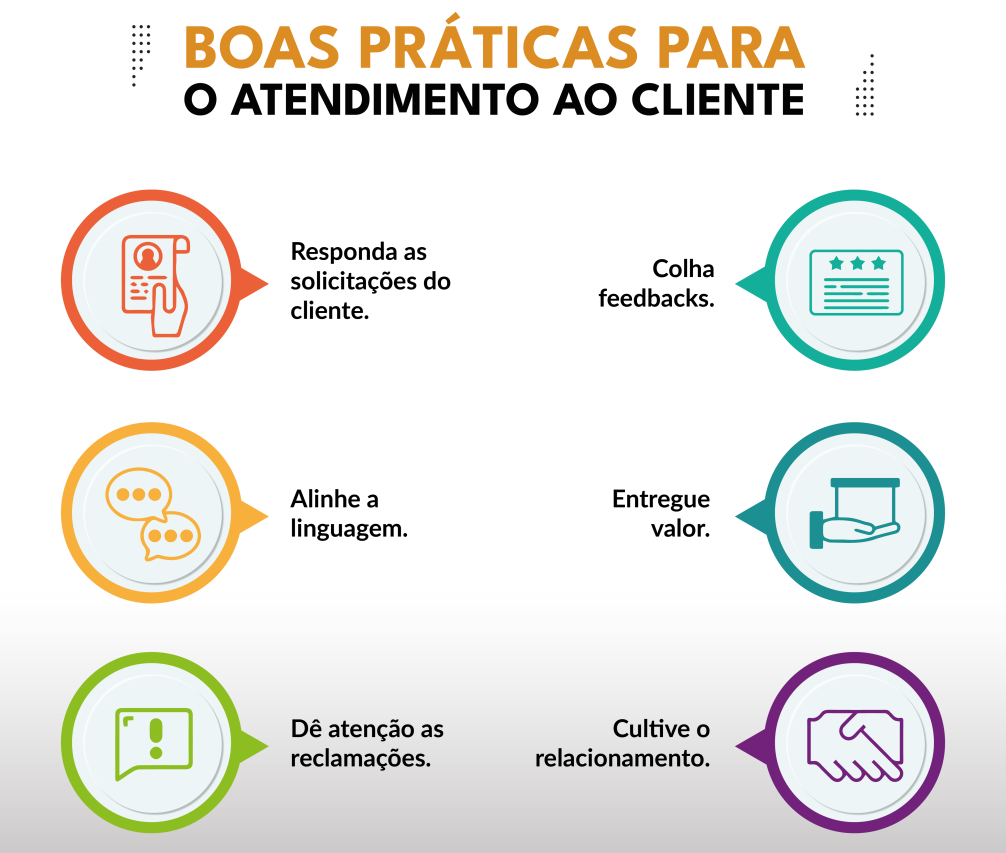 BOAS PRÁTICAS PARA
O ATENDIMENTO AO CLIENTE
Responda as
solicitações do
cliente.
Colha
feedbacks.
Alinhe a
linguagem.
Entregue
valor.
Dê atenção as
reclamações.
Cultive o
relacionamento.